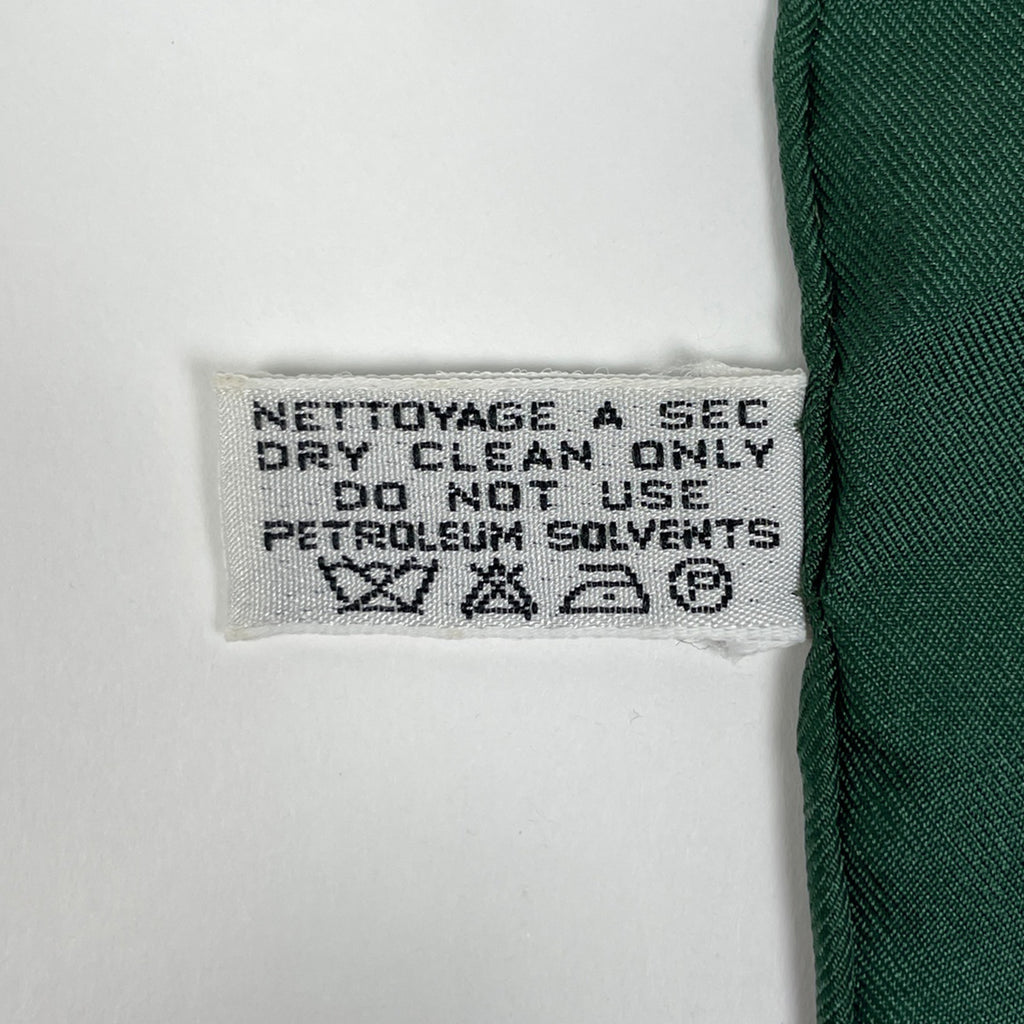 NETTOYAGE A SEC
DRY CLEAN ONLY
DO NOT USE
PETROLEUM SOLVENTS
P